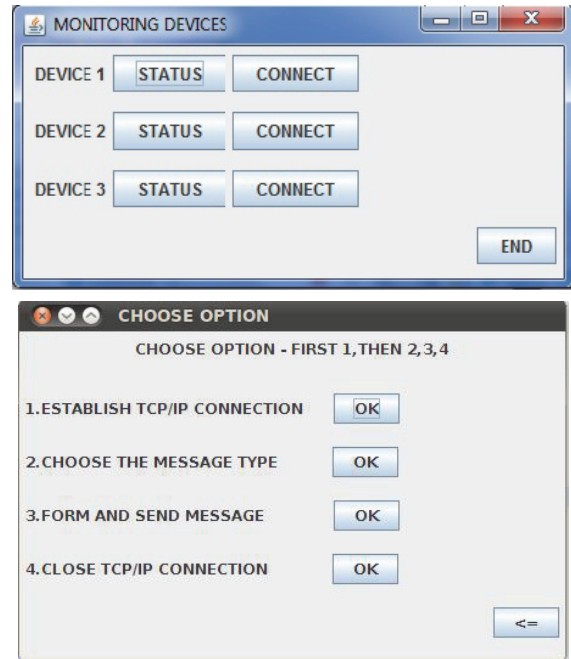 MONITORING DEVICES
DEVICE 1 STATUS CONNECT
DEVICE 2 STATUS CONNECT
DEVICE 3 STATUS CONNECT
END
CHOOSE OPTION
CHOOSE OPTION - FIRST 1,THEN 2,3,4
1.ESTABLISH TCP/IP CONNECTION OK
2.CHOOSE THE MESSAGE TYPE OK
3.FORM AND SEND MESSAGE OK
4.CLOSE TCP/IP CONNECTION OK
<=